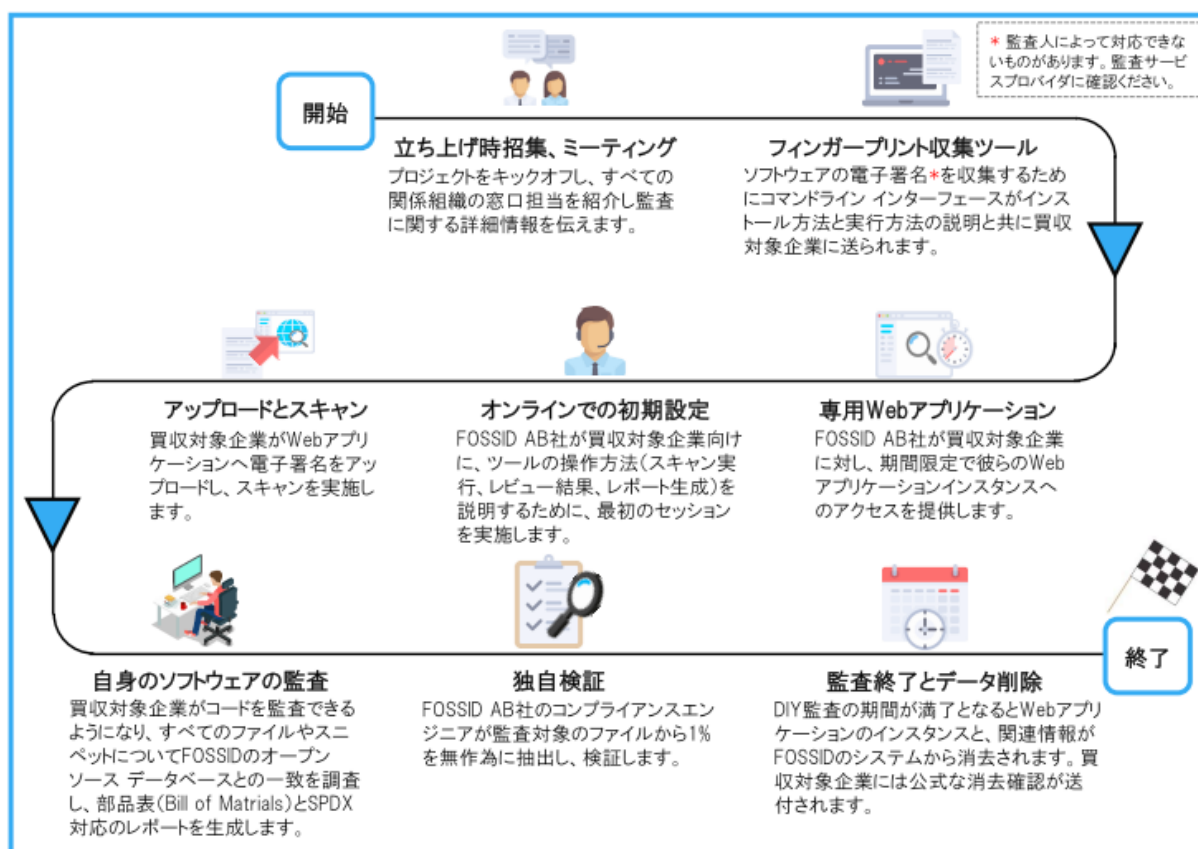 * 監査人によって対応できな
いものがあります。監査サービ
スプロバイダに確認ください。
開始
立ち上げ時招集、ミーティング
プロジェクトをキックオフし、すべての
関係組織の窓口担当を紹介し監査
に関する詳細情報を伝えます。
フィンガープリント収集ツール
ソフトウェアの電子署名*を収集するため
にコマンドライン インターフェースがインス
トール方法と実行方法の説明と共に買収
対象企業に送られます。
専用Webアプリケーション
FOSSID AB社が買収対象企業
に対し、期間限定で彼らのWeb
アプリケーションインスタンスへ
のアクセスを提供します。
オンラインでの初期設定
FOSSID AB社が買収対象企業向け
に、ツールの操作方法(スキャン実
行、レビュー結果、レポート生成)を
説明するために、最初のセッション
を実施します。
アップロードとスキャン
買収対象企業がWebアプリ
ケーションへ電子署名をアッ
プロードし、スキャンを実施し
ます。
自身のソフトウェアの監査
買収対象企業がコードを監査できる
ようになり、すべてのファイルやスニ
ペットについてFOSSIDのオープン
ソース データベースとの一致を調査
し、部品表(Bill of Matrials)とSPDX
対応のレポートを生成します。
独自検証
FOSSID AB社のコンプライアンスエン
ジニアが監査対象のファイルから1%
を無作為に抽出し、検証します。
監査終了とデータ削除
DIY監査の期間が満了となるとWebアプリ
ケーションのインスタンスと、関連情報が
FOSSIDのシステムから消去されます。買
収対象企業には公式な消去確認が送
付されます。
終了